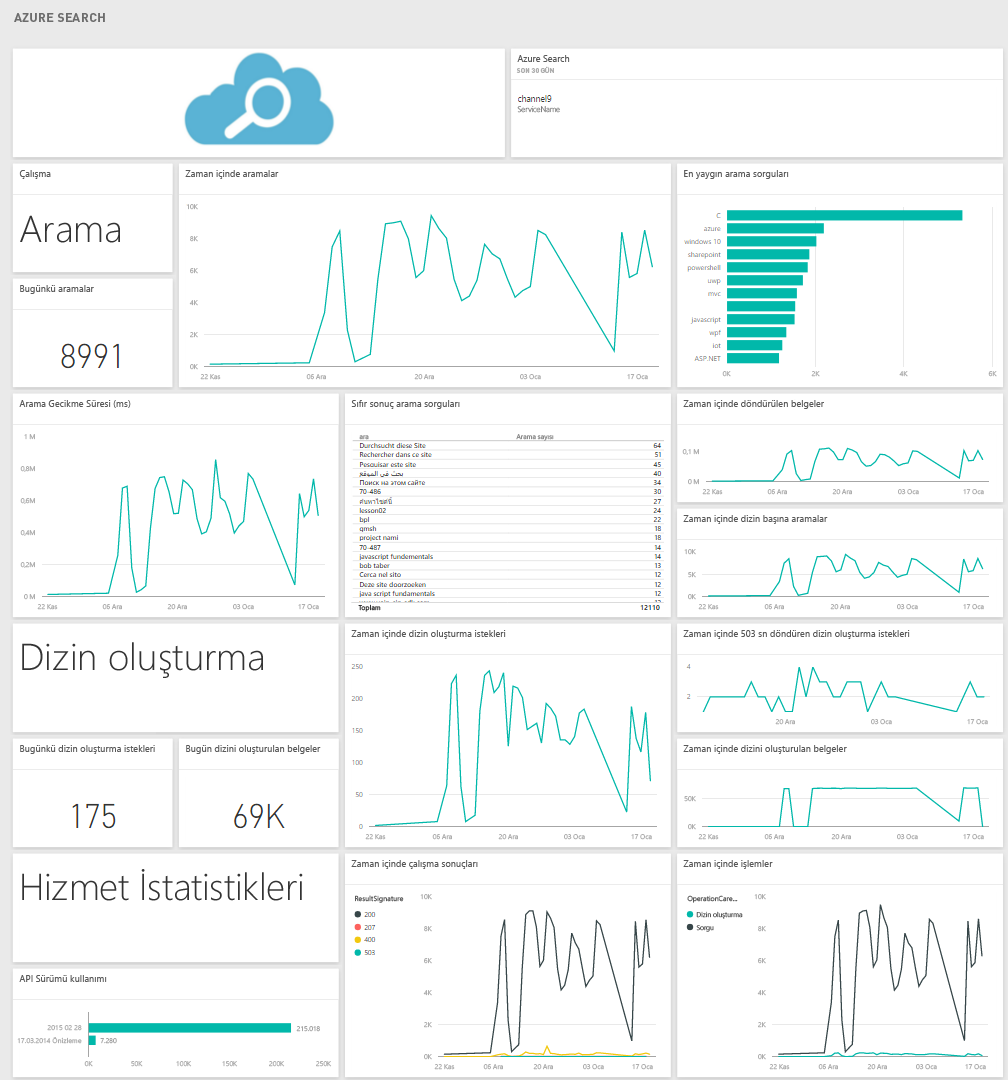 AZURE SEARCH
Azure Search
SON 30 GÜN
channel9
ServiceName
Çalışma
Arama
Bugünkü aramalar
8991
Zaman içinde aramalar
10K
8K
6K
4K
2K
0K
22 Kas
06 Ara
20 Ara
03 Oca
17 Oca
En yaygın arama sorguları
C
azure
windows 10
sharepoint
powershell
uwp
mvc
javascript
wpf
iot
ASP.NET
0K
2K
4K
6K
Arama Gecikme Süresi (ms)
1 M
0,8M
0,6M
0,4M
0,2M
0 M
22 Kas
06 Ara
20 Ara
03 Oca
17 Oca
Sıfır sonuç arama sorguları
ara Arama sayısı
Durchsucht diese Site 64
Rechercher dans ce site 51
Pesquisar este site 45
بحث في الموقع 40
Поиск на этом сайте 34
70-486 30
ค้นหาไซต์นี้ 27
lesson02 24
bpl 22
qmsh 18
project nami 18
70-487 14
javascript fundementals 14
bob taber 13
Cerca nel sito 12
Deze site doorzoeken 12
java script fundamentals 12
Toplam 12110
Zaman içinde döndürülen belgeler
0,1 M
0 M
22 Kas
06 Ara
20 Ara
03 Oca
17 Oca
Zaman içinde dizin başına aramalar
10K
5K
0K
22 Kas
06 Ara
20 Ara
03 Oca
17 Oca
Dizin oluşturma
Bugünkü dizin oluşturma istekleri
175
Bugün dizini oluşturulan belgeler
69K
Zaman içinde dizin oluşturma istekleri
250
200
150
100
50
0
22 Kas
06 Ara
20 Ara
03 Oca
17 Oca
Zaman içinde 503 sn döndüren dizin oluşturma istekleri
4
2
20 Ara
03 Oca
17 Oca
Zaman içinde dizini oluşturulan belgeler
50K
0K
22 Kas
06 Ara
20 Ara
03 Oca
17 Oca
Hizmet İstatistikleri
API Sürümü kullanımı
2015 02 28
215.018
17.03.2014 Önizleme
7.280
0K
50K
100K
150K
200K
250K
Zaman içinde çalışma sonuçları
ResultSignature
200
207
400
503
10K
8K
6K
4K
2K
0K
22 Kas
06 Ara
20 Ara
03 Oca
17 Oca
Zaman içinde işlemler
OperationCare...
Dizin oluşturma
Sorgu
10K
8K
6K
4K
2K
0K
22 Kas
06 Ara
20 Ara
03 Oca
17 Oca